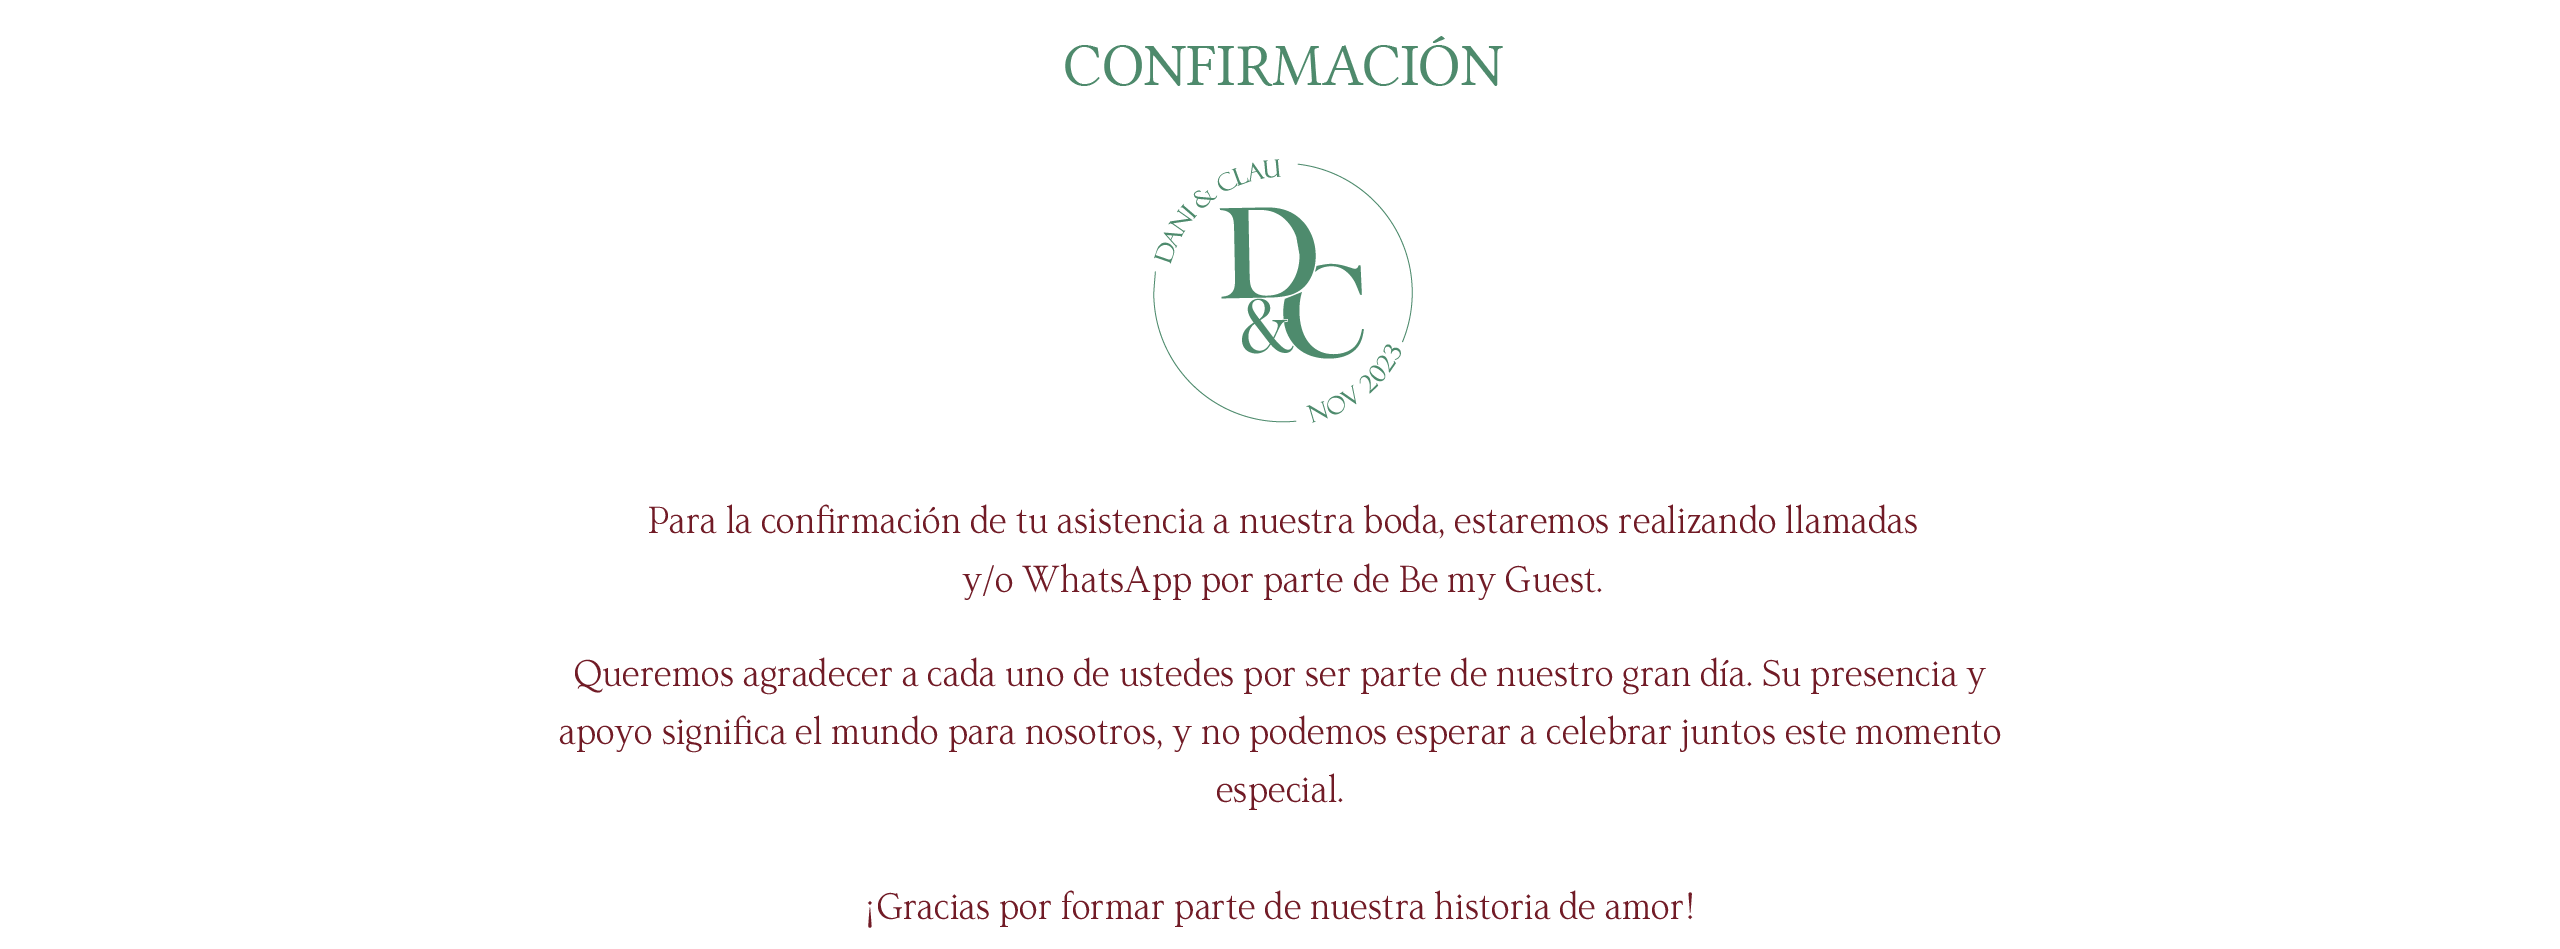 CONFIRMACIÓN
DANI & CLAU
D
&C
NOV 2023
Para la confirmación de tu asistencia a nuestra boda, estaremos realizando llamadas
y/o WhatsApp por parte de Be my Guest.
Queremos agradecer a cada uno de ustedes por ser parte de nuestro gran día. Su presencia y
apoyo significa el mundo para nosotros, y no podemos esperar a celebrar juntos este momento
especial.
¡Gracias por formar parte de nuestra historia de amor!